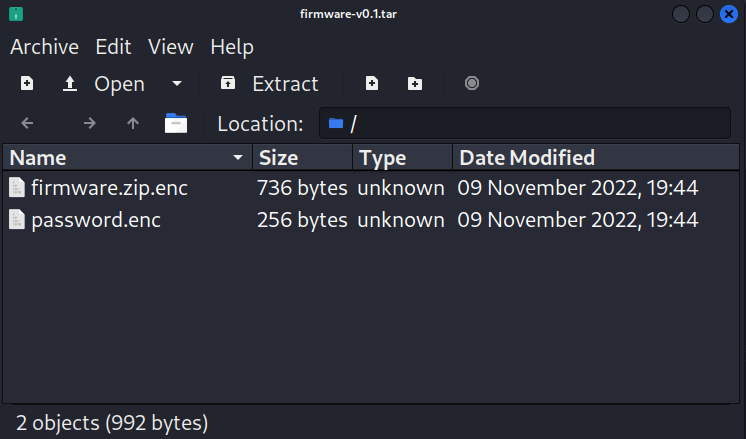 firmware-v0.1.tar
Archive Edit View Help
Open Extract
Location: /
Name Size Type Date Modified
firmware.zip.enc 736 bytes unknown 09 November 2022, 19:44
password.enc 256 bytes unknown 09 November 2022, 19:44
2 objects (992 bytes)